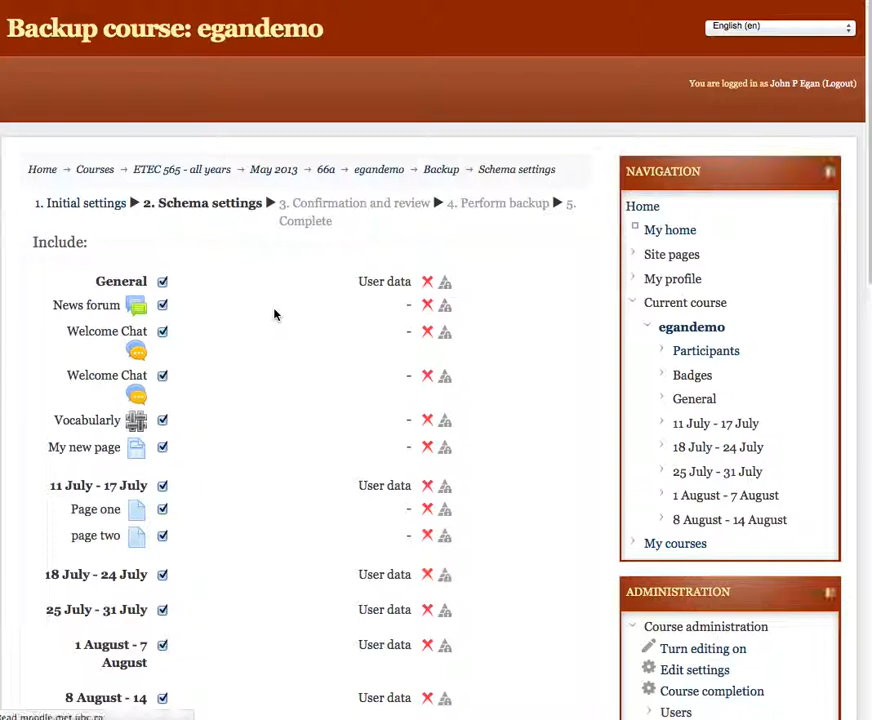 Backup course: egandemo
English (en)
You are logged in as John P Egan (Logout)
Home → Courses → ETEC 565 - all years → May 2013 → 66a → egandemo → Backup → Schema settings
1. Initial settings ► 2. Schema settings ► 3. Confirmation and review ► 4. Perform backup ► 5.
Complete
Include:
General User data
News forum -
Welcome Chat -
Welcome Chat -
Vocabularly -
My new page -
11 July - 17 July User data
Page one -
page two -
18 July - 24 July User data
25 July - 31 July User data
1 August - 7 User data
August
8 August - 14 User data
NAVIGATION
Home
My home
Site pages
My profile
Current course
egandemo
Participants
Badges
General
11 July - 17 July
18 July - 24 July
25 July - 31 July
1 August - 7 August
8 August - 14 August
My courses
ADMINISTRATION
Course administration
Turn editing on
Edit settings
Course completion
Users